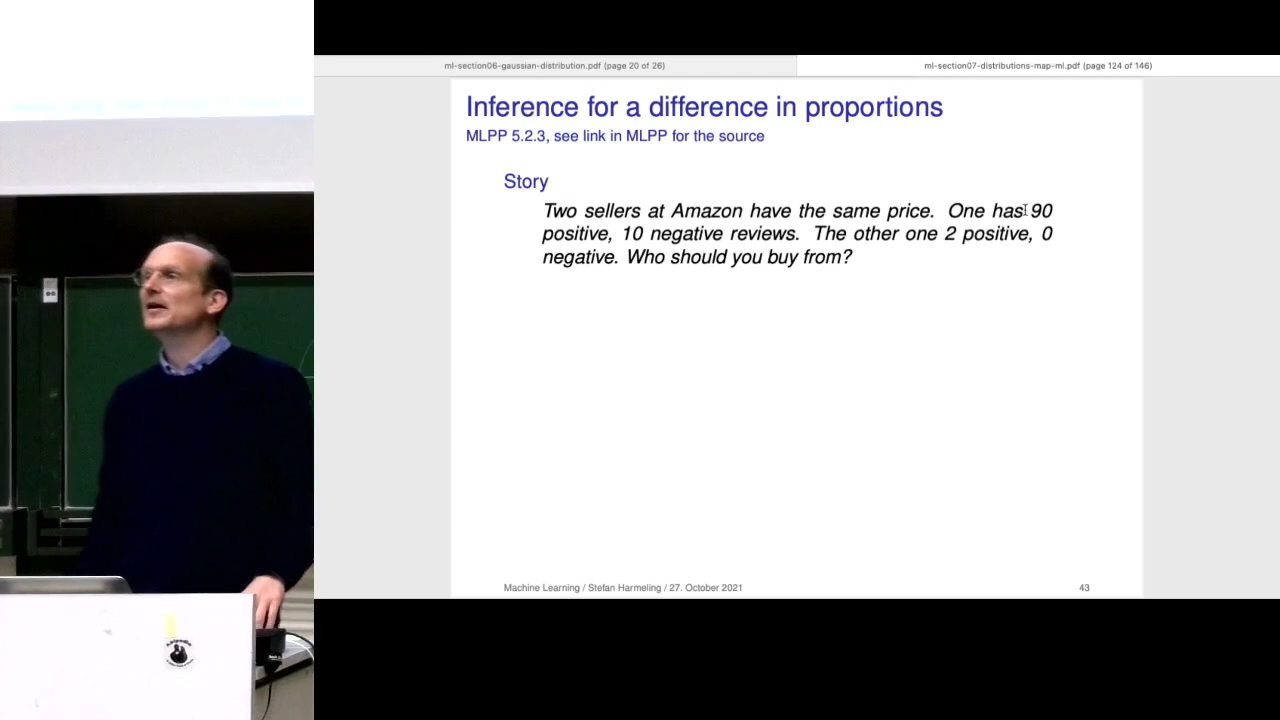 ml-section06-gaussian-distribution.pdf (page 20 of 26)
ml-section07-distributions-map-ml.pdf (page 124 of 146)
Inference for a difference in proportions
MLPP 5.2.3, see link in MLPP for the source
Story
Two sellers at Amazon have the same price. One has 90
positive, 10 negative reviews. The other one 2 positive, 0
negative. Who should you buy from?
Machine Learning / Stefan Harmeling / 27. October 2021
43